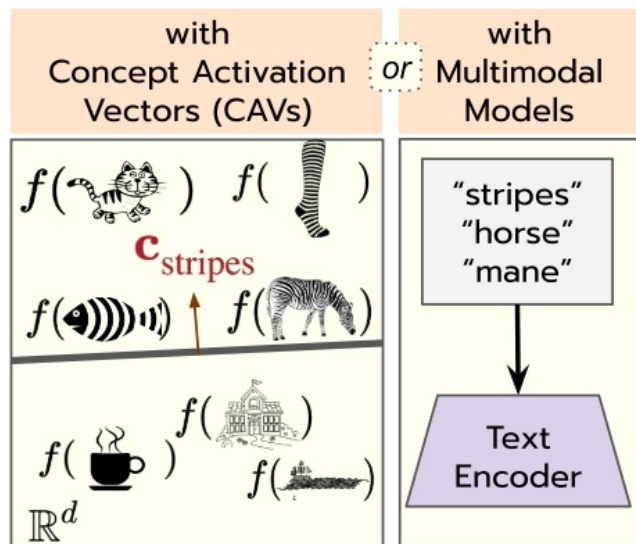 with
Concept Activation
Vectors (CAVs)
or
with
Multimodal
Models
f( )
f( )
c_stripes
f( )
f( )
f( )
f( )
f( )
ℝ^d
“stripes”
“horse”
“mane”
Text
Encoder